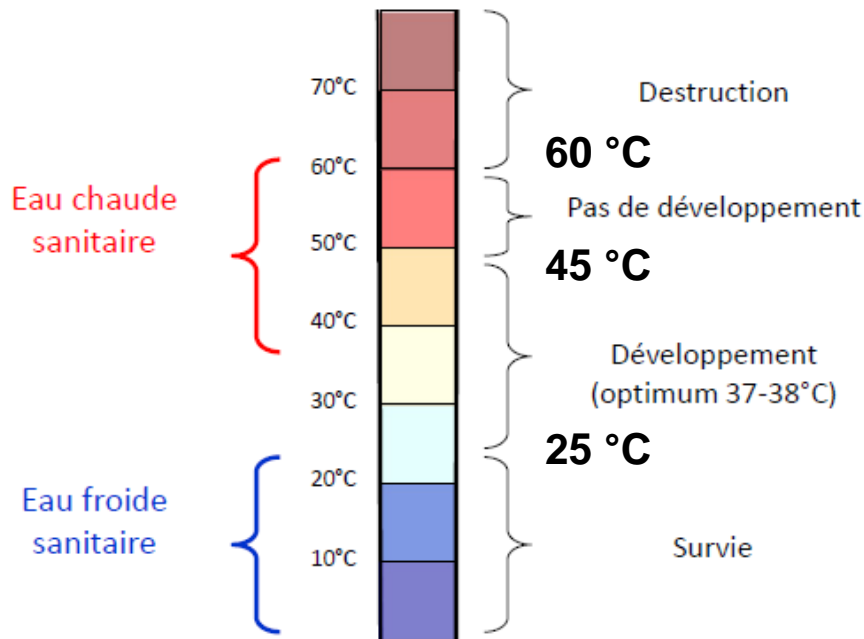 70°C
Destruction
60 °C
60°C
Eau chaude
sanitaire
Pas de développement
50°C
45 °C
40°C
Développement
(optimum 37-38°C)
30°C
25 °C
20°C
Eau froide
sanitaire
10°C
Survie